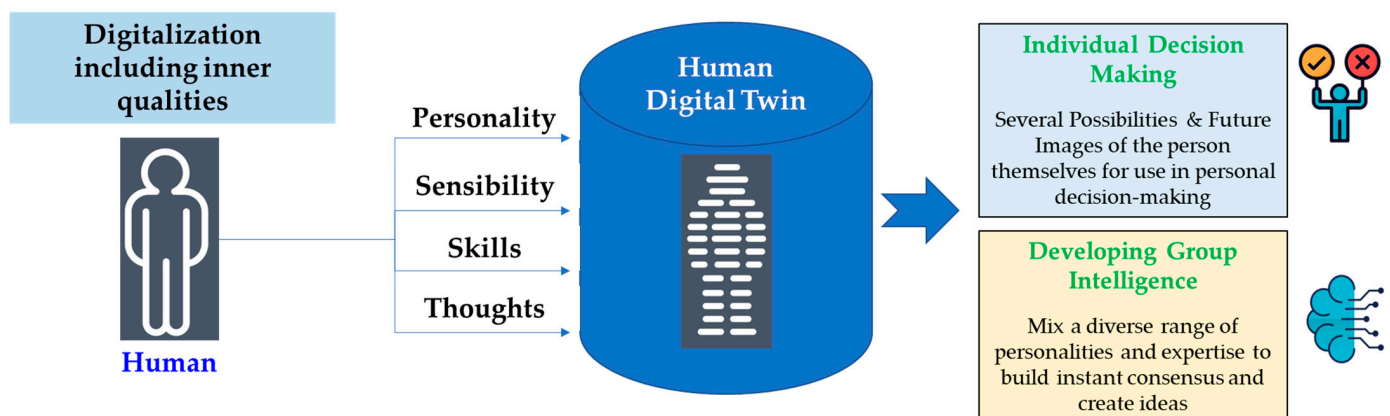 Digitalization
including inner
qualities
Human
Personality
Sensibility
Skills
Thoughts
Human
Digital Twin
Individual Decision
Making
Several Possibilities & Future
Images of the person
themselves for use in personal
decision-making
Developing Group
Intelligence
Mix a diverse range of
personalities and expertise to
build instant consensus and
create ideas